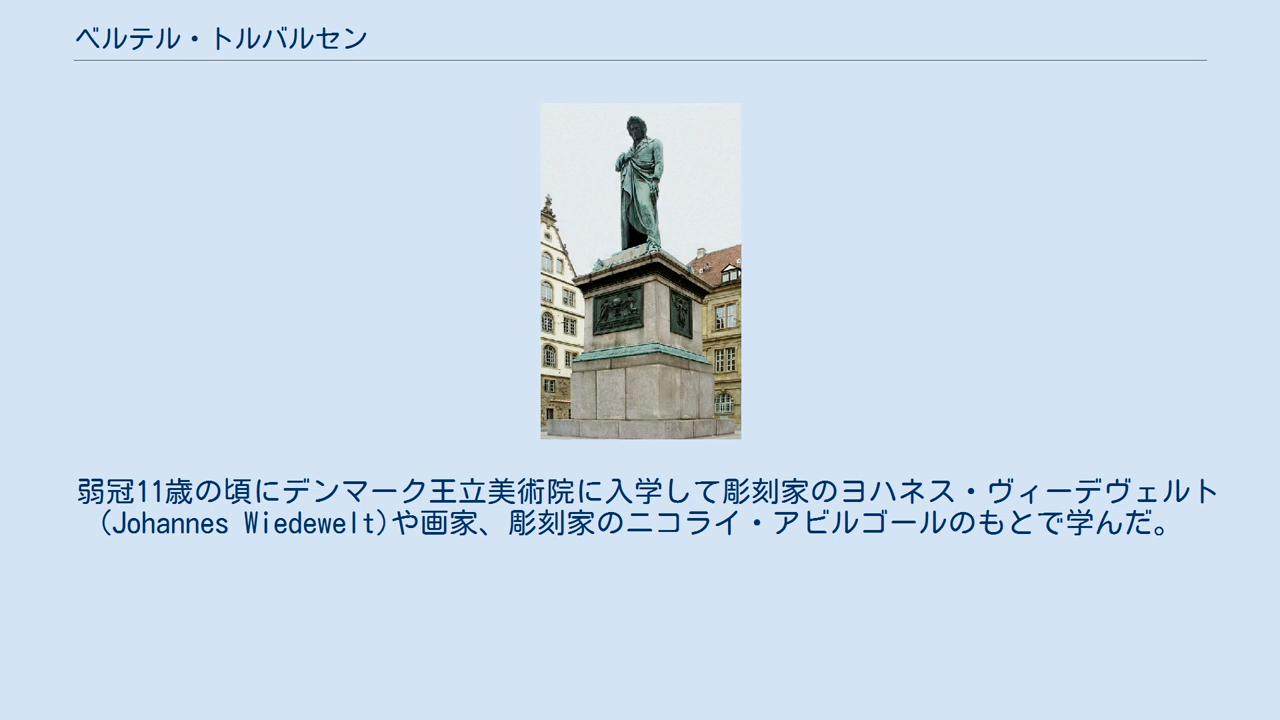 ベルテル・トルバルセン
弱冠11歳の頃にデンマーク王立美術院に入学して彫刻家のヨハネス・ヴィーデヴェルト
(Johannes Wiedewelt)や画家、彫刻家のニコライ・アビルゴールのもとで学んだ。